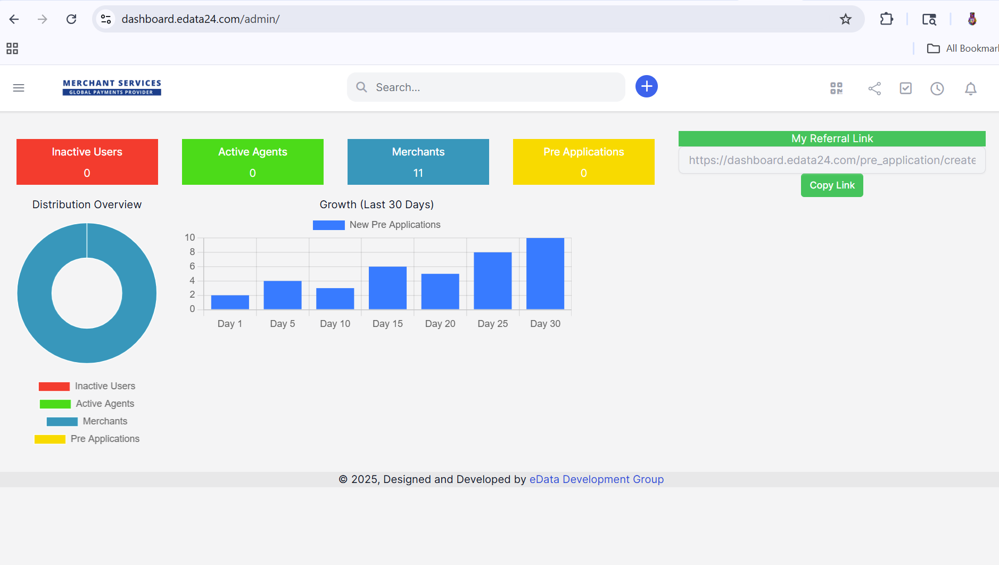 dashboard.edata24.com/admin/
All Bookmar
MERCHANT SERVICES
GLOBAL PAYMENTS PROVIDER
Search...
Inactive Users
0
Active Agents
0
Merchants
11
Pre Applications
0
My Referral Link
https://dashboard.edata24.com/pre_application/create
Copy Link
Distribution Overview
Inactive Users
Active Agents
Merchants
Pre Applications
Growth (Last 30 Days)
New Pre Applications
10
8
6
4
2
0
Day 1 Day 5 Day 10 Day 15 Day 20 Day 25 Day 30
© 2025, Designed and Developed by eData Development Group